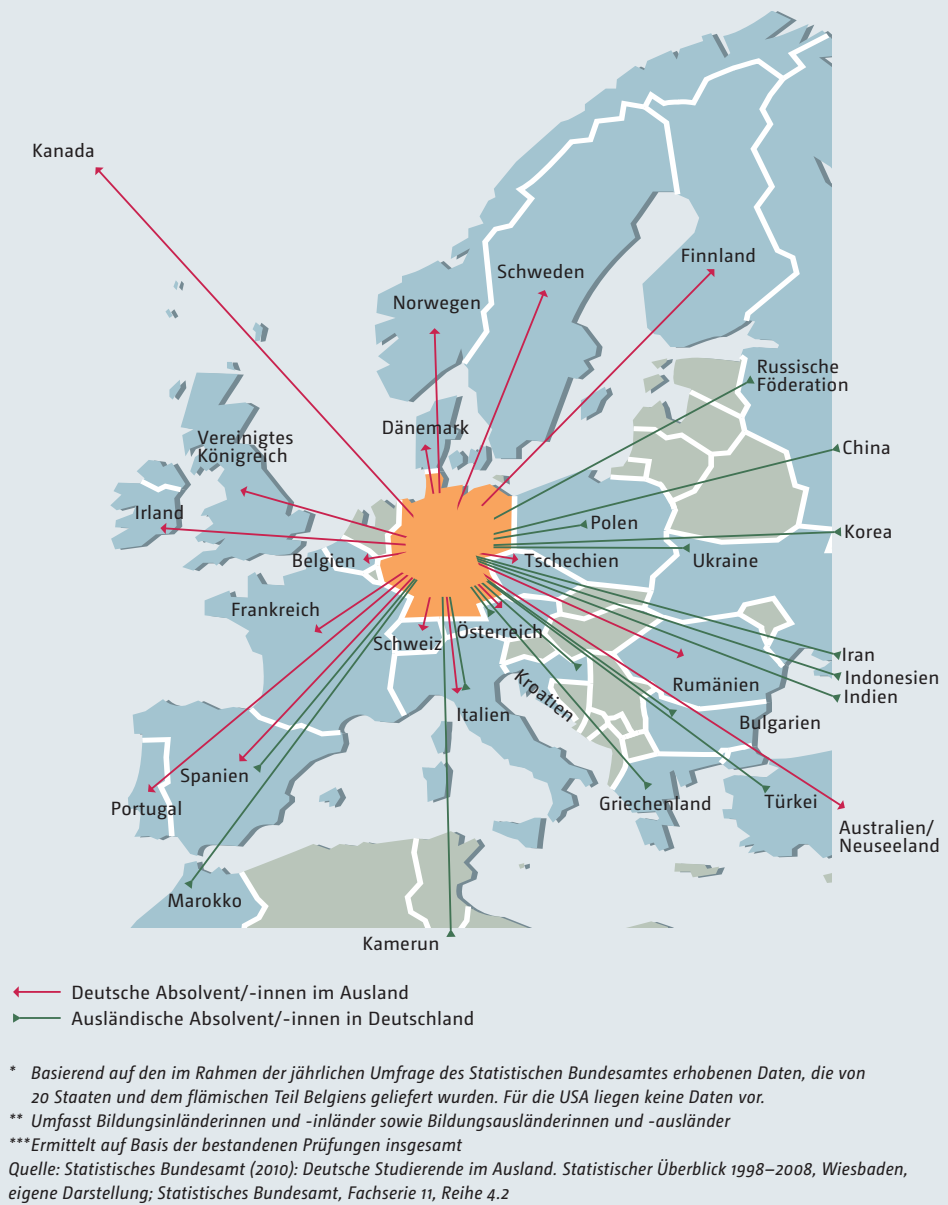 Kanada
Finnland
Schweden
Norwegen
Russische
Föderation
Dänemark
Vereinigtes
Königreich
China
Irland
Polen
Korea
Belgien
Tschechien
Ukraine
Frankreich
Schweiz
Österreich
Iran
Indonesien
Indien
Kroatien
Rumänien
Italien
Bulgarien
Spanien
Portugal
Griechenland
Türkei
Australien/
Neuseeland
Marokko
Kamerun
Deutsche Absolvent/-innen im Ausland
Ausländische Absolvent/-innen in Deutschland
* Basierend auf den im Rahmen der jährlichen Umfrage des Statistischen Bundesamtes erhobenen Daten, die von
20 Staaten und dem flämischen Teil Belgiens geliefert wurden. Für die USA liegen keine Daten vor.
** Umfasst Bildungsinländerinnen und -inländer sowie Bildungsausländerinnen und -ausländer
***Ermittelt auf Basis der bestandenen Prüfungen insgesamt
Quelle: Statistisches Bundesamt (2010): Deutsche Studierende im Ausland. Statistischer Überblick 1998–2008, Wiesbaden,
eigene Darstellung; Statistisches Bundesamt, Fachserie 11, Reihe 4.2